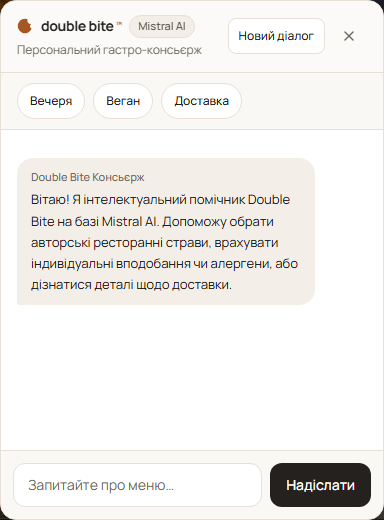 double bite ™ Mistral AI
Персональний гастро-консьєрж
Новий діалог
Вечеря Веган Доставка
Double Bite Консьєрж
Вітаю! Я інтелектуальний помічник Double
Bite на базі Mistral AI. Допоможу обрати
авторські ресторанні страви, врахувати
індивідуальні вподобання чи алергени, або
дізнатися деталі щодо доставки.
Запитайте про меню...
Надіслати